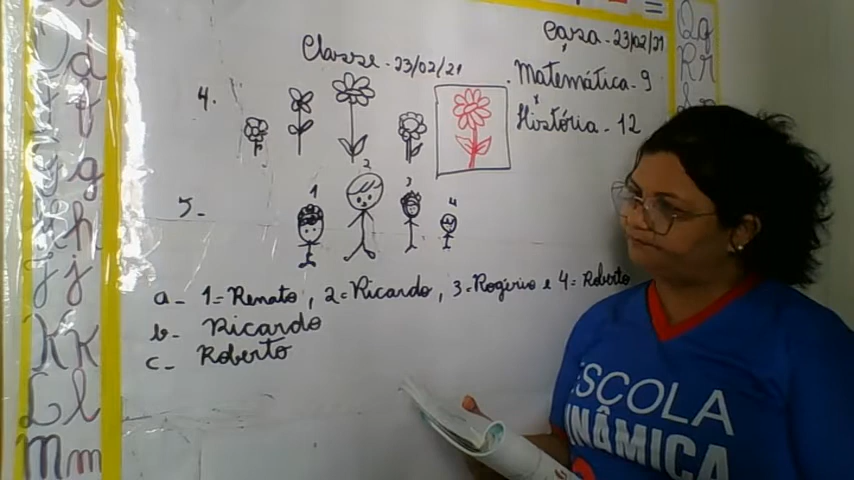 Casa - 23/02/21
Classe - 23/02/21
Matemática - 9
História - 12
4.
5-
1 2 3 4
a- 1=Renato, 2=Ricardo, 3=Rogério e 4=Roberto
b- Ricardo
c- Roberto
Q q
R r
d
f
g
h
j
K K
L l
M m
ESCOLA
DINÂMICA